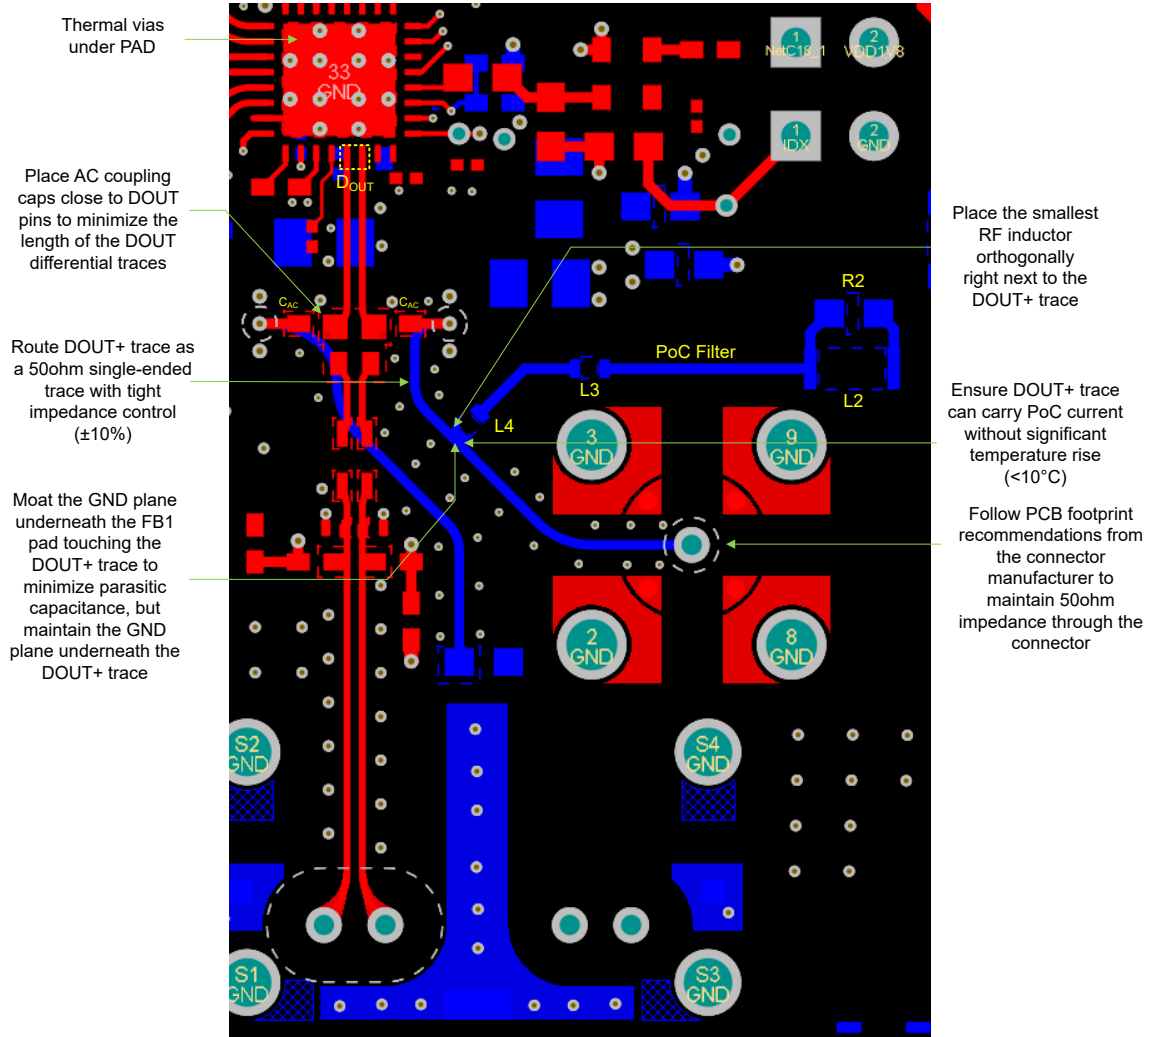 Thermal vias
under PAD
33
GND
1
NetC18_1
2
VDD1V8
1
IDX
2
GND
DOUT
Place AC coupling
caps close to DOUT
pins to minimize the
length of the DOUT
differential traces
Place the smallest
RF inductor
orthogonally
right next to the
DOUT+ trace
CAC
CAC
R2
PoC Filter
L3
L2
L4
Route DOUT+ trace as
a 50ohm single-ended
trace with tight
impedance control
(±10%)
Ensure DOUT+ trace
can carry PoC current
without significant
temperature rise
(<10°C)
3
GND
9
GND
Moat the GND plane
underneath the FB1
pad touching the
DOUT+ trace to
minimize parasitic
capacitance, but
maintain the GND
plane underneath the
DOUT+ trace
Follow PCB footprint
recommendations from
the connector
manufacturer to
maintain 50ohm
impedance through the
connector
2
GND
8
GND
S2
GND
S4
GND
S1
GND
S3
GND